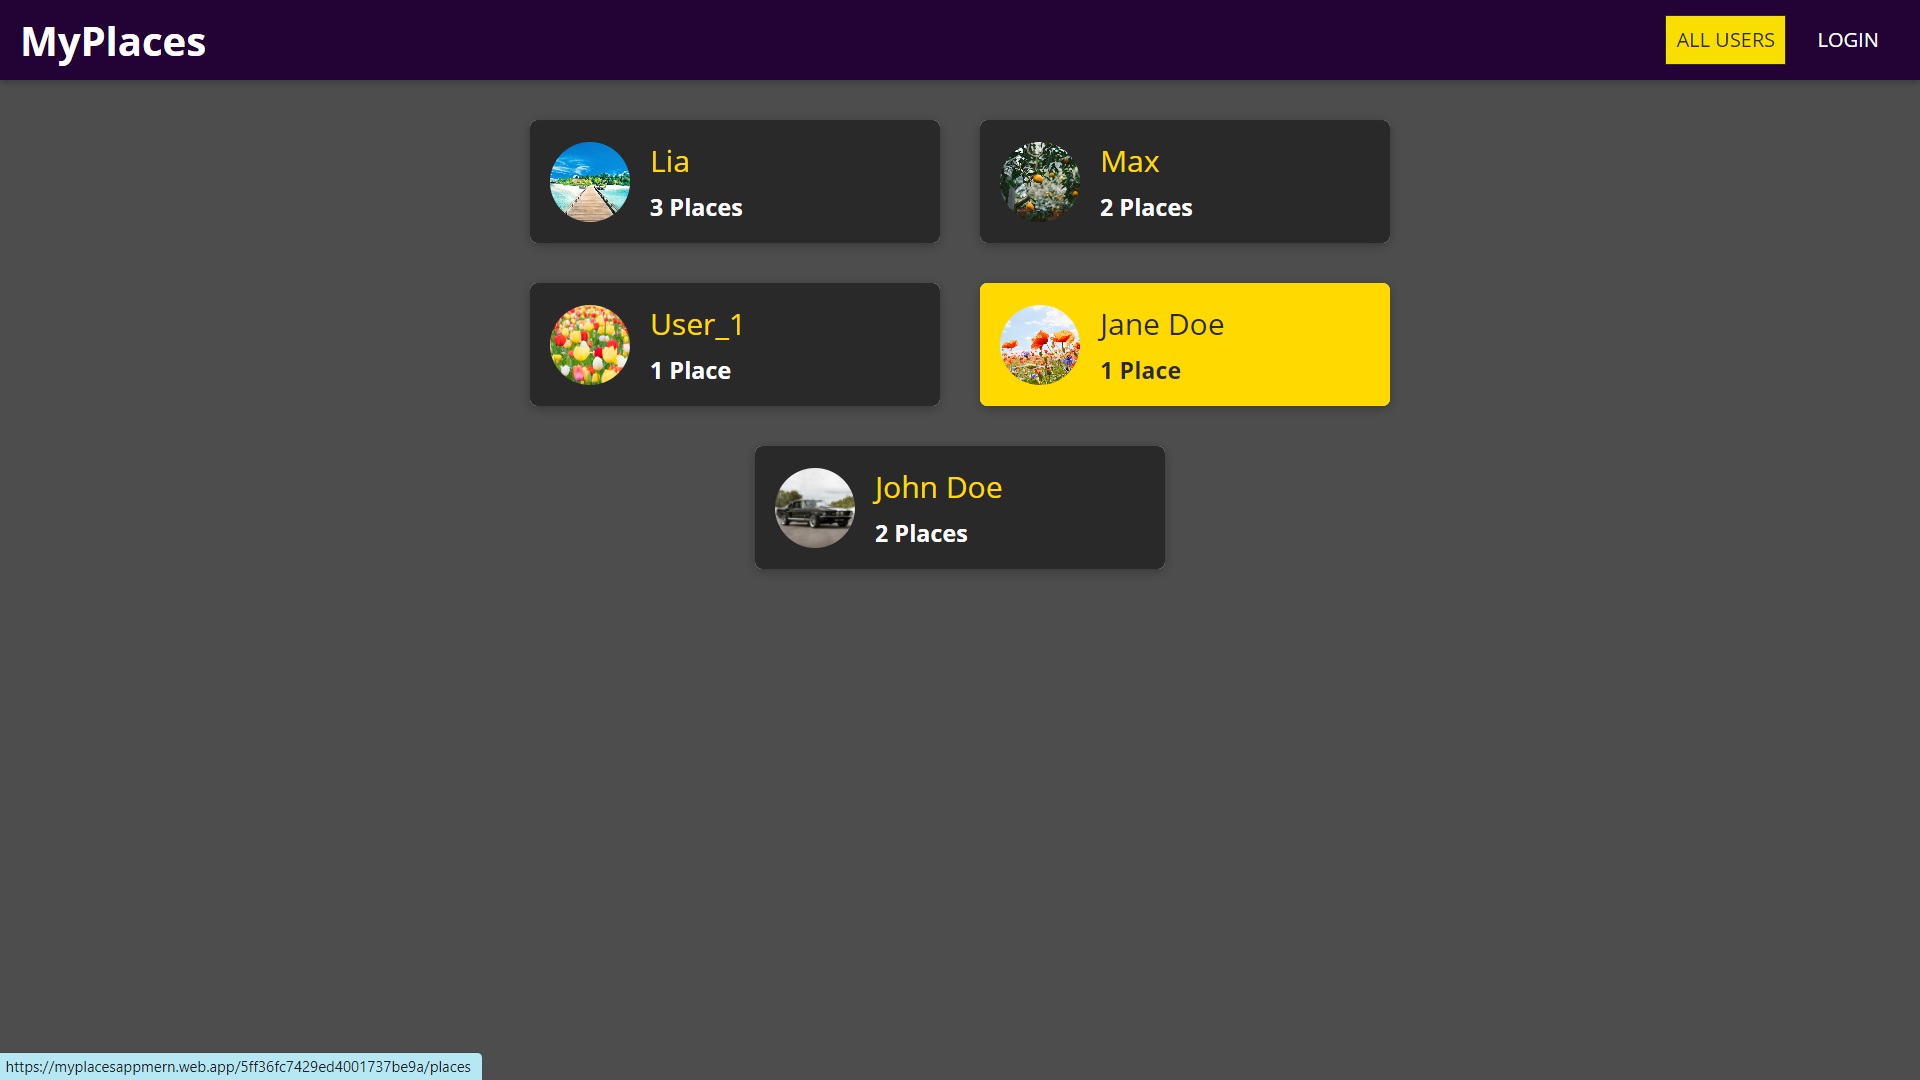 MyPlaces
ALL USERS
LOGIN
Lia
3 Places
Max
2 Places
User_1
1 Place
Jane Doe
1 Place
John Doe
2 Places
https://myplacesappmern.web.app/5ff36fc7429ed4001737be9a/places